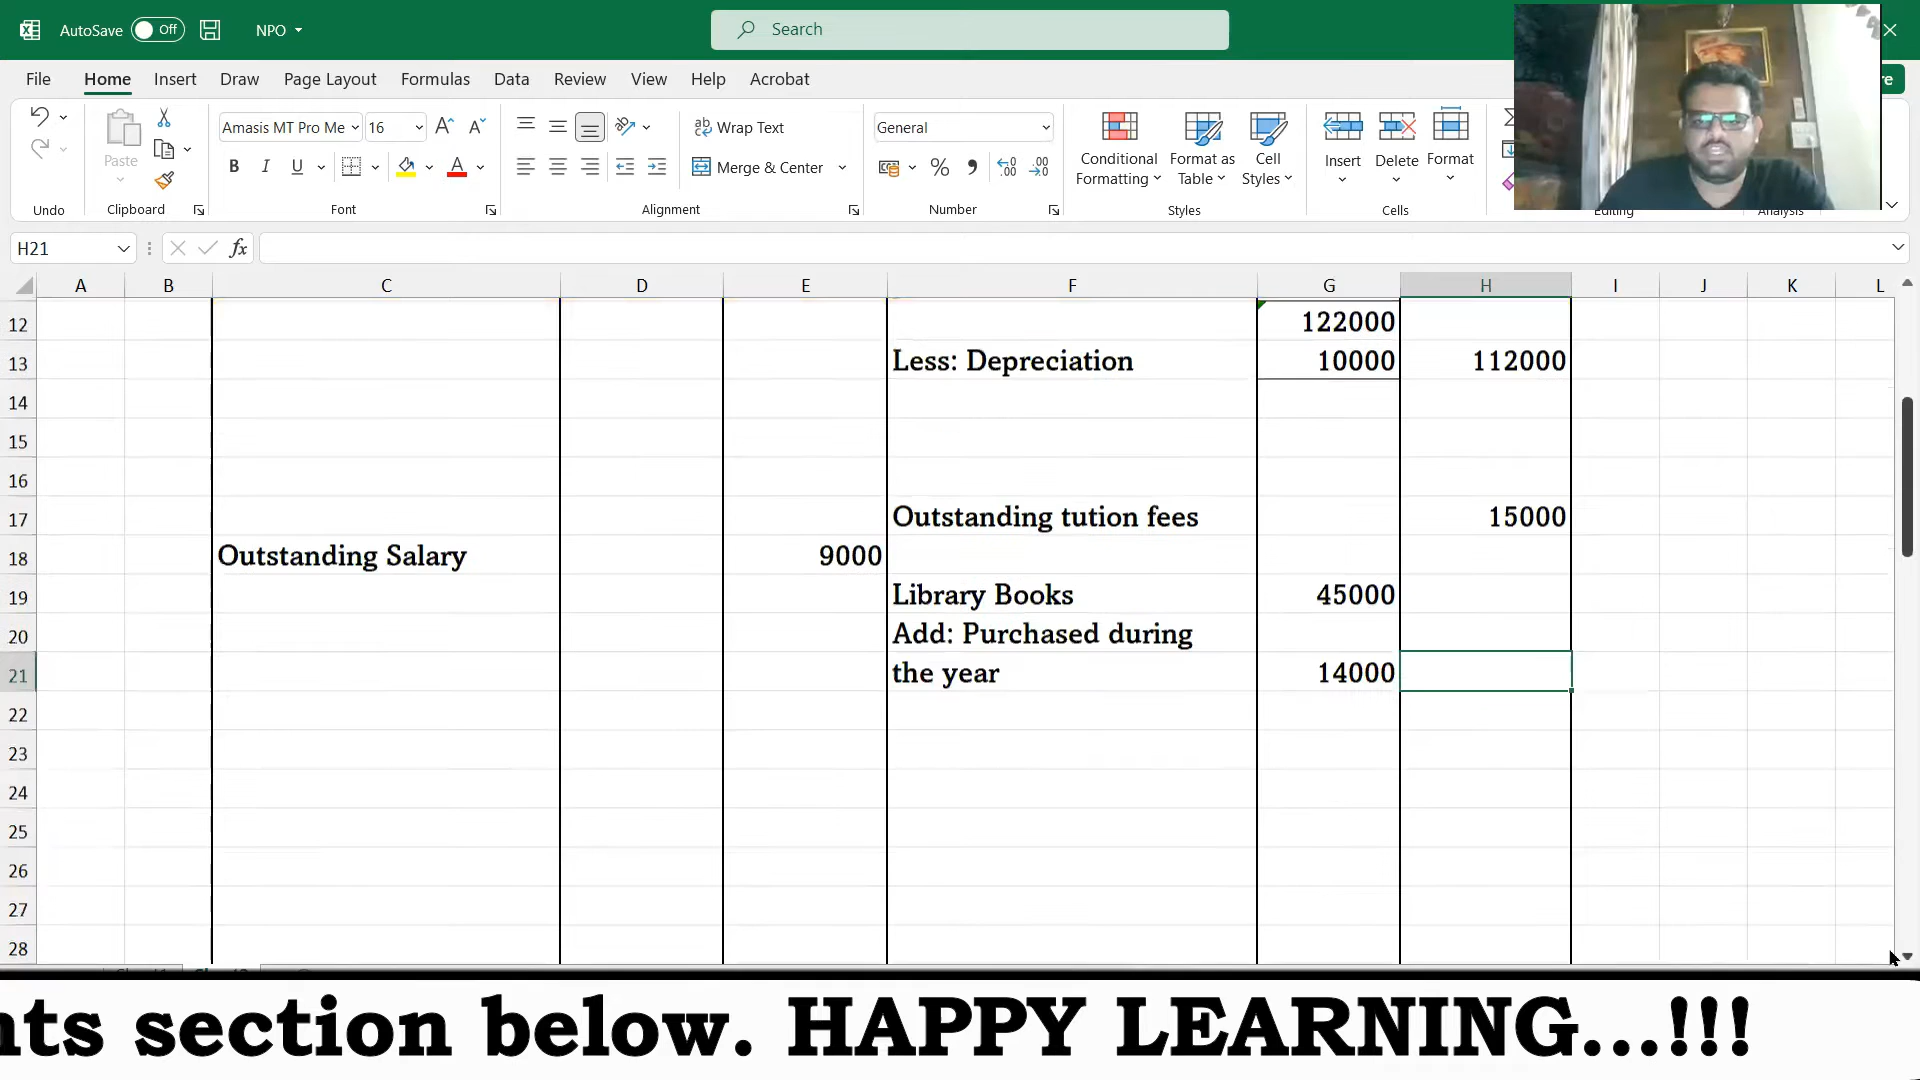 AutoSave Off NPO Search
File Home Insert Draw Page Layout Formulas Data Review View Help Acrobat
Amasis MT Pro Me 16 Wrap Text General
Paste Conditional Formatting Format as Table Cell Styles Insert Delete Format
B I U A Merge & Center % ,
Undo Clipboard Font Alignment Number Styles Cells Editing Analysis
H21 fx
A B C D E F G H I J K L
12 122000
13 Less: Depreciation 10000 112000
14
15
16
17 Outstanding tution fees 15000
18 Outstanding Salary 9000
19 Library Books 45000
20 Add: Purchased during
21 the year 14000
22
23
24
25
26
27
28
nts section below. HAPPY LEARNING...!!!